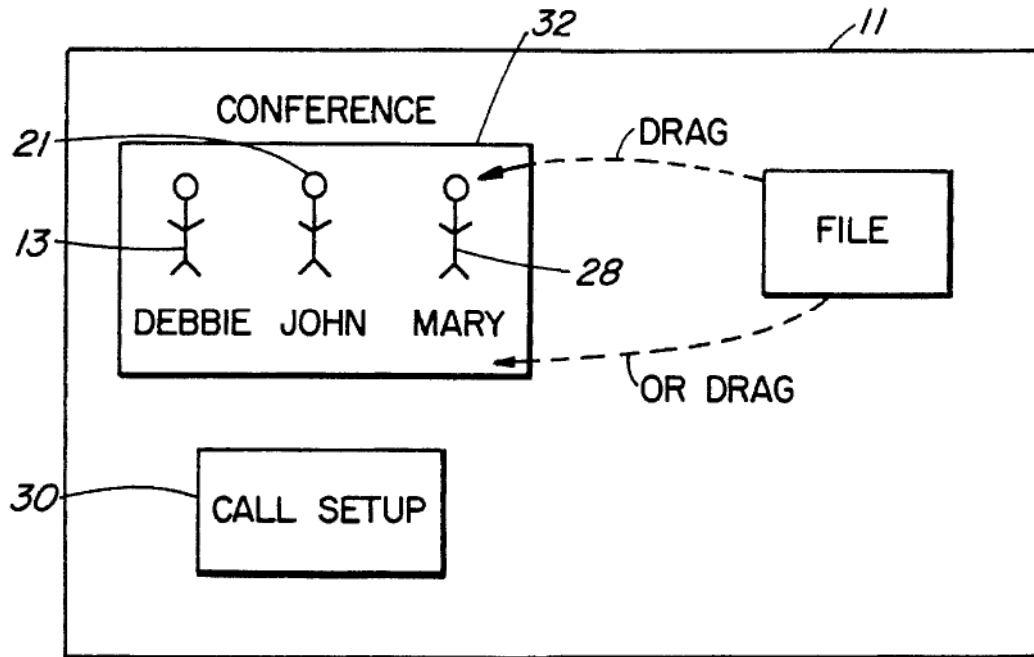 32
11
CONFERENCE
DRAG
21
FILE
13
28
DEBBIE JOHN MARY
OR DRAG
30
CALL SETUP